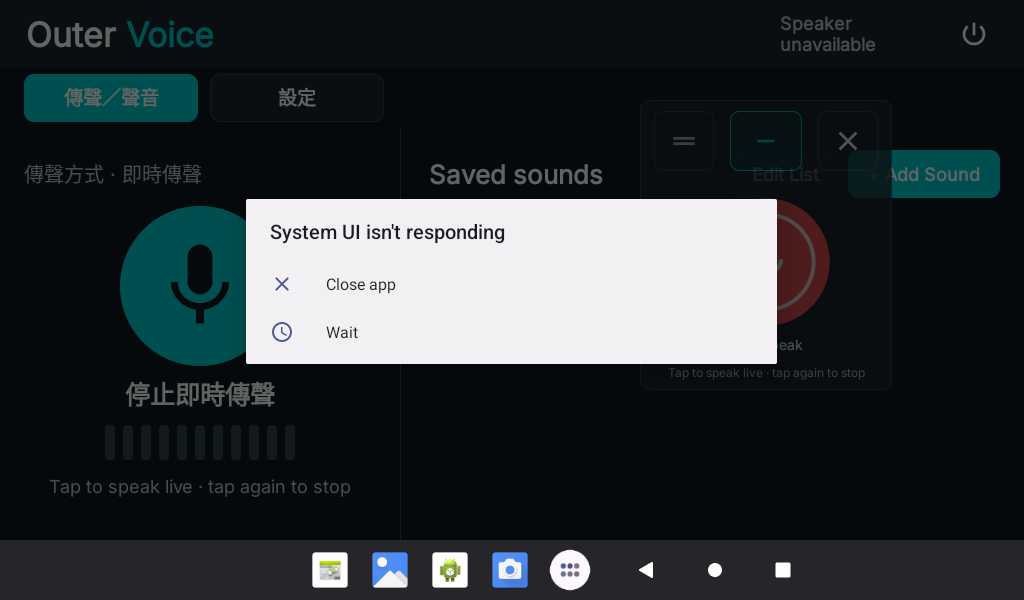 Outer Voice
Speaker
unavailable
傳聲／聲音
設定
傳聲方式 · 即時傳聲
Saved sounds
Edit List
+ Add Sound
System UI isn't responding
Close app
Wait
eak
停止即時傳聲
Tap to speak live · tap again to stop
Tap to speak live · tap again to stop